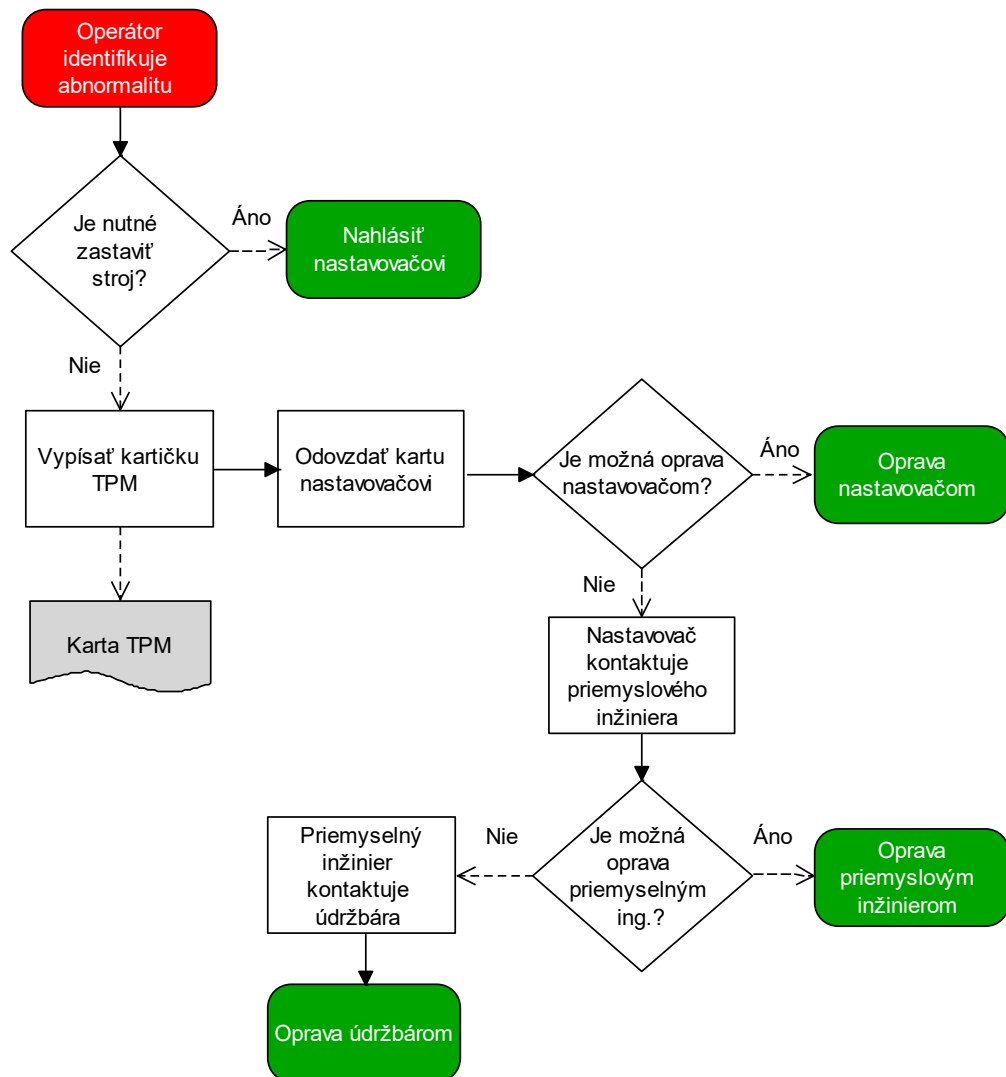 Operátor
identifikuje
abnormalitu
Je nutné
zastaviť
stroj?
Áno
Nahlásiť
nastavovačovi
Nie
Vypísať kartičku
TPM
Odovzdať kartu
nastavovačovi
Je možná oprava
nastavovačom?
Áno
Oprava
nastavovačom
Karta TPM
Nie
Nastavovač
kontaktuje
priemyslového
inžiniera
Je možná
oprava
priemyselným
ing.?
Áno
Oprava
priemyslovým
inžinierom
Nie
Priemyselný
inžinier
kontaktuje
údržbára
Oprava údržbárom